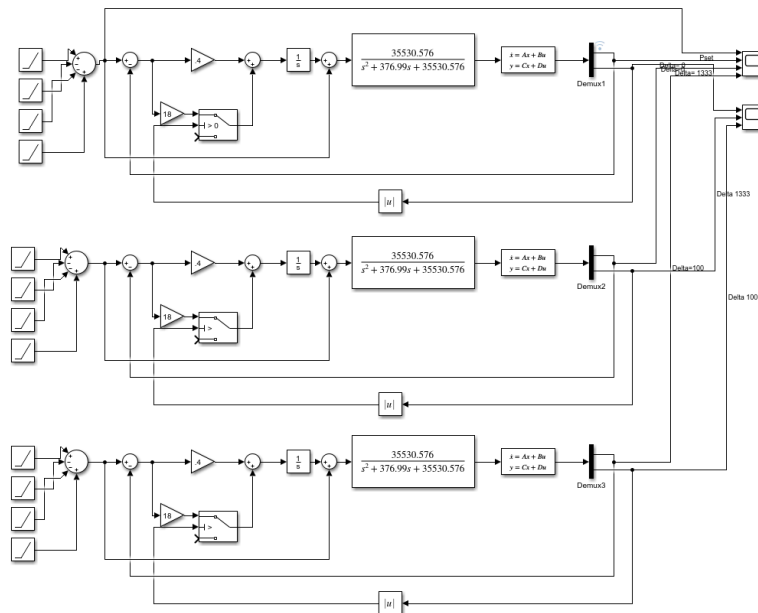 .4
1
s
35530.576
s² + 376.99s + 35530.576
ẋ = Ax + Bu
y = Cx + Du
Demux1
Pset
Delta= 1333
18
> 0
|u|
Delta 1333
.4
1
s
35530.576
s² + 376.99s + 35530.576
ẋ = Ax + Bu
y = Cx + Du
Demux2
Delta=100
18
>
|u|
Delta 100
.4
1
s
35530.576
s² + 376.99s + 35530.576
ẋ = Ax + Bu
y = Cx + Du
Demux3
18
>
|u|